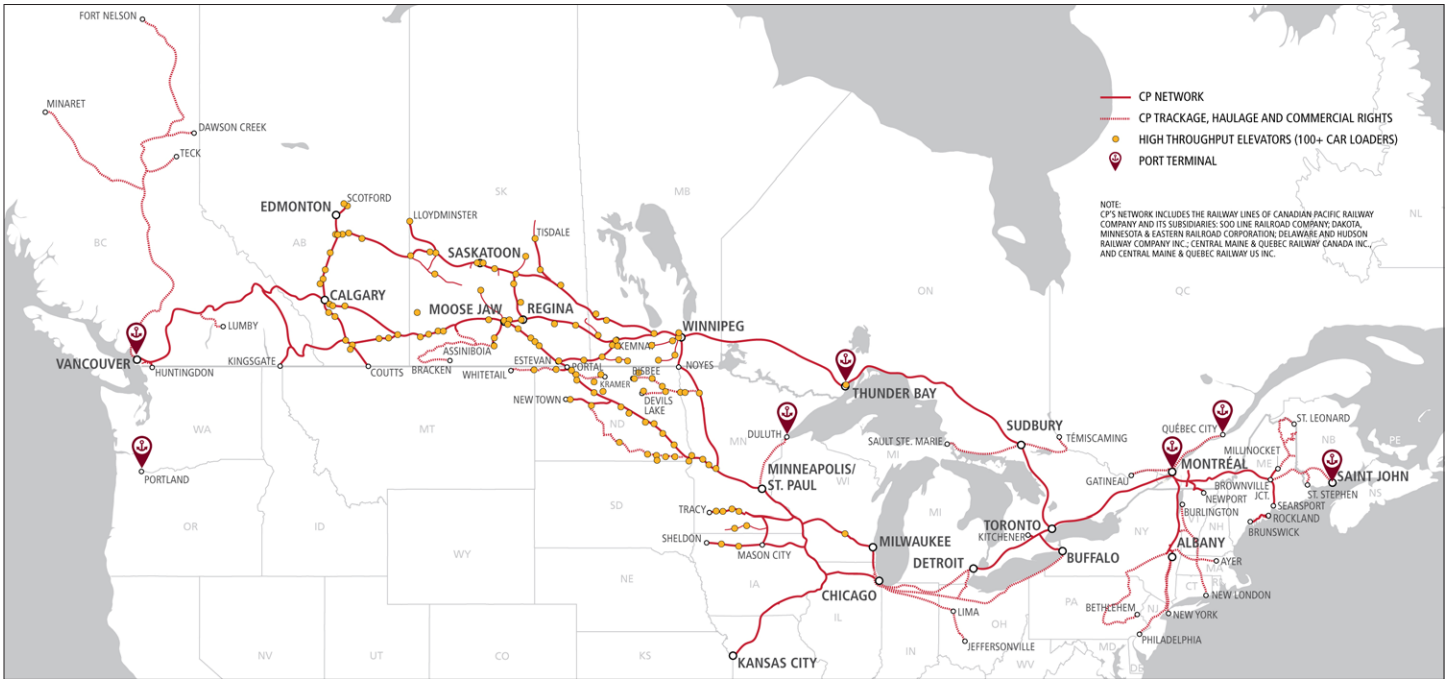 FORT NELSON
MINARET
DAWSON CREEK
TECK
CP NETWORK
CP TRACKAGE, HAULAGE AND COMMERCIAL RIGHTS
HIGH THROUGHPUT ELEVATORS (100+ CAR LOADERS)
PORT TERMINAL
NOTE:
CP'S NETWORK INCLUDES THE RAILWAY LINES OF CANADIAN PACIFIC RAILWAY
COMPANY AND ITS SUBSIDIARIES: SOO LINE RAILROAD COMPANY; DAKOTA,
MINNESOTA & EASTERN RAILROAD CORPORATION; DELAWARE AND HUDSON
RAILWAY COMPANY INC.; CENTRAL MAINE & QUEBEC RAILWAY CANADA INC.,
AND CENTRAL MAINE & QUEBEC RAILWAY US INC.
BC
AB
SK
MB
ON
QC
NL
EDMONTON
SCOTFORD
LLOYDMINSTER
TISDALE
SASKATOON
CALGARY
MOOSE JAW
REGINA
WINNIPEG
LUMBY
VANCOUVER
HUNTINGDON
KINGSGATE
COUTTS
ASSINIBOIA
BRACKEN
WHITETAIL
ESTEVAN
PORTAL
KEMNAY
KRAMER
BISBEE
NOYES
NEW TOWN
DEVILS
LAKE
THUNDER BAY
DULUTH
SAULT STE. MARIE
SUDBURY
TÉMISCAMING
QUÉBEC CITY
ST. LEONARD
MILLINOCKET
NB
PE
ME
MONTRÉAL
GATINEAU
BROWNVILLE
JCT.
SAINT JOHN
ST. STEPHEN
NS
NEWPORT
BURLINGTON
SEARSPORT
ROCKLAND
BRUNSWICK
PORTLAND
WA
MT
ND
MN
MI
WI
MINNEAPOLIS/
ST. PAUL
OR
ID
WY
SD
TRACY
SHELDON
MASON CITY
MILWAUKEE
MI
TORONTO
KITCHENER
DETROIT
BUFFALO
NY
VT
NH
ALBANY
AYER
MA
CT
RI
NEW LONDON
NE
IA
CHICAGO
IL
LIMA
OH
JEFFERSONVILLE
IN
PA
BETHLEHEM
NJ
NEW YORK
PHILADELPHIA
NV
UT
CO
KS
MO
KANSAS CITY
WV
MD
DE